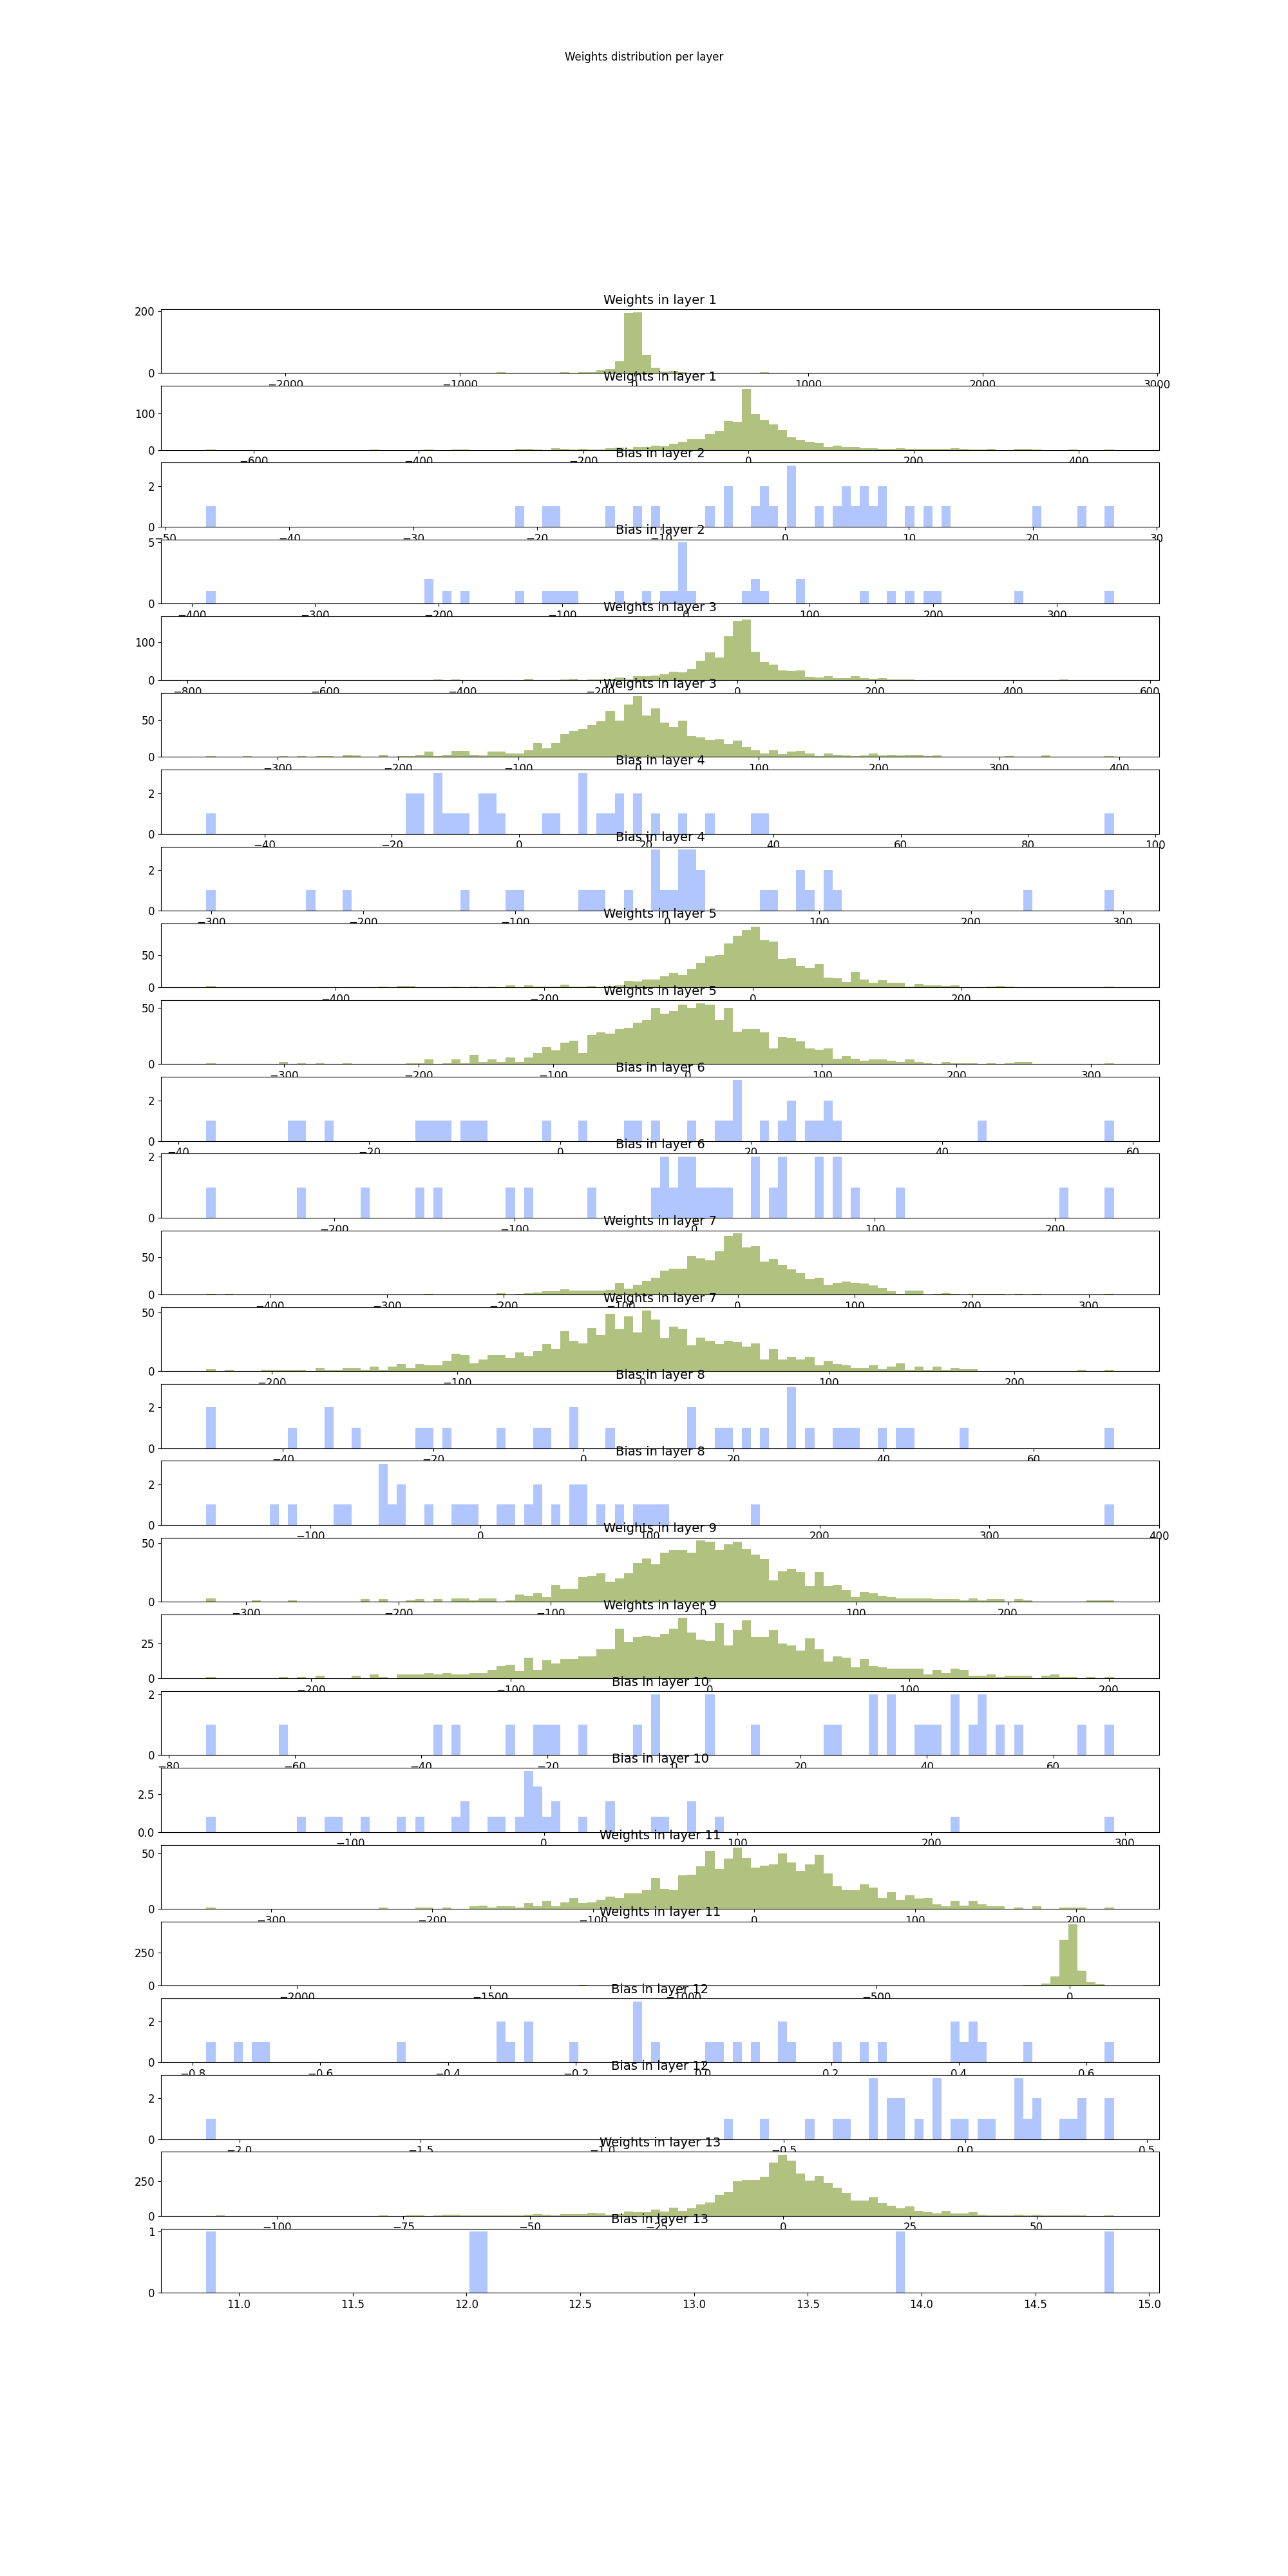 Weights distribution per layer
Weights in layer 1
200
0
−2000 −1000 0 1000 2000 3000
Weights in layer 1
100
0
−600 −400 −200 0 200 400
Bias in layer 2
2
0
−50 −40 −30 −20 −10 0 10 20 30
Bias in layer 2
5
0
−400 −300 −200 −100 0 100 200 300
Weights in layer 3
100
0
−800 −600 −400 −200 0 200 400 600
Weights in layer 3
50
0
−300 −200 −100 0 100 200 300 400
Bias in layer 4
2
0
−40 −20 0 20 40 60 80 100
Bias in layer 4
2
0
−300 −200 −100 0 100 200 300
Weights in layer 5
50
0
−400 −200 0 200
Weights in layer 5
50
0
−300 −200 −100 0 100 200 300
Bias in layer 6
2
0
−40 −20 0 20 40 60
Bias in layer 6
2
1
0
−200 −100 0 100 200
Weights in layer 7
50
0
−400 −300 −200 −100 0 100 200 300
Weights in layer 7
50
0
−200 −100 0 100 200
Bias in layer 8
2
0
−40 −20 0 20 40 60
Bias in layer 8
2
0
−100 0 100 200 300 400
Weights in layer 9
50
0
−300 −200 −100 0 100 200
Weights in layer 9
25
0
−200 −100 0 100 200
Bias in layer 10
2
0
−80 −60 −40 −20 0 20 40 60
Bias in layer 10
2.5
0.0
−100 0 100 200 300
Weights in layer 11
50
0
−300 −200 −100 0 100 200
Weights in layer 11
250
0
−2000 −1500 −1000 −500 0
Bias in layer 12
2
0
−0.8 −0.6 −0.4 −0.2 0.0 0.2 0.4 0.6
Bias in layer 12
2
0
−2.0 −1.5 −1.0 −0.5 0.0 0.5
Weights in layer 13
250
0
−100 −75 −50 −25 0 25 50
Bias in layer 13
1
0
11.0 11.5 12.0 12.5 13.0 13.5 14.0 14.5 15.0